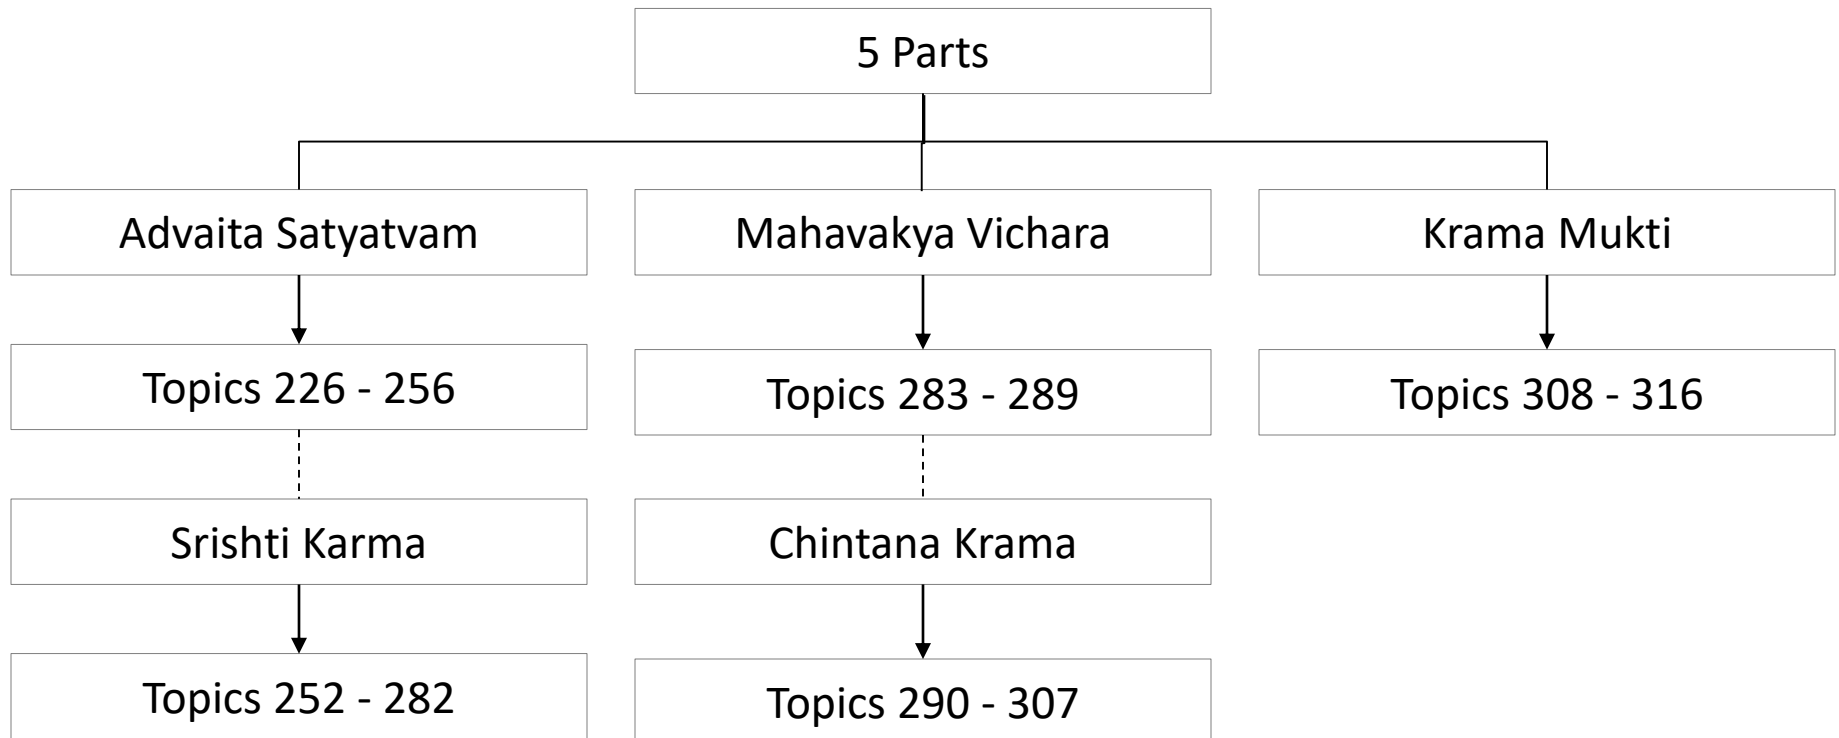 5 Parts
Advaita Satyatvam
Mahavakya Vichara
Krama Mukti
Topics 226 - 256
Topics 283 - 289
Topics 308 - 316
Srishti Karma
Chintana Krama
Topics 252 - 282
Topics 290 - 307